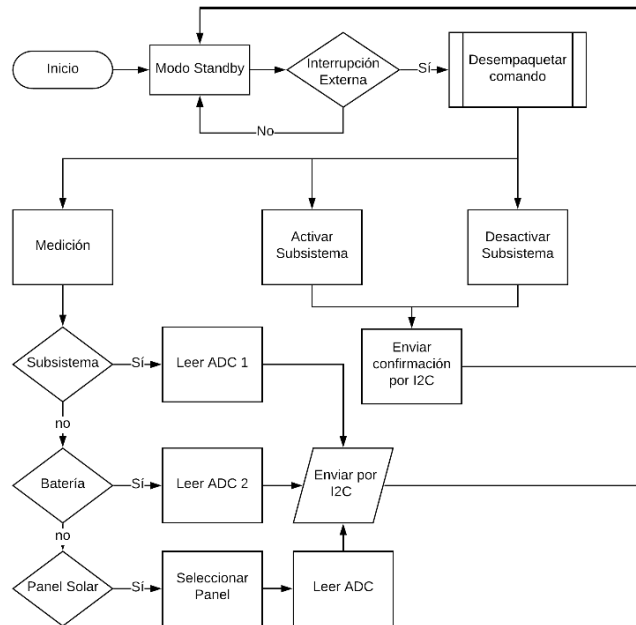 Inicio
Modo Standby
Interrupción
Externa
Sí
Desempaquetar
comando
No
Medición
Activar
Subsistema
Desactivar
Subsistema
Subsistema
Sí
Leer ADC 1
Enviar
confirmación
por I2C
no
Batería
Sí
Leer ADC 2
Enviar por
I2C
no
Panel Solar
Sí
Seleccionar
Panel
Leer ADC